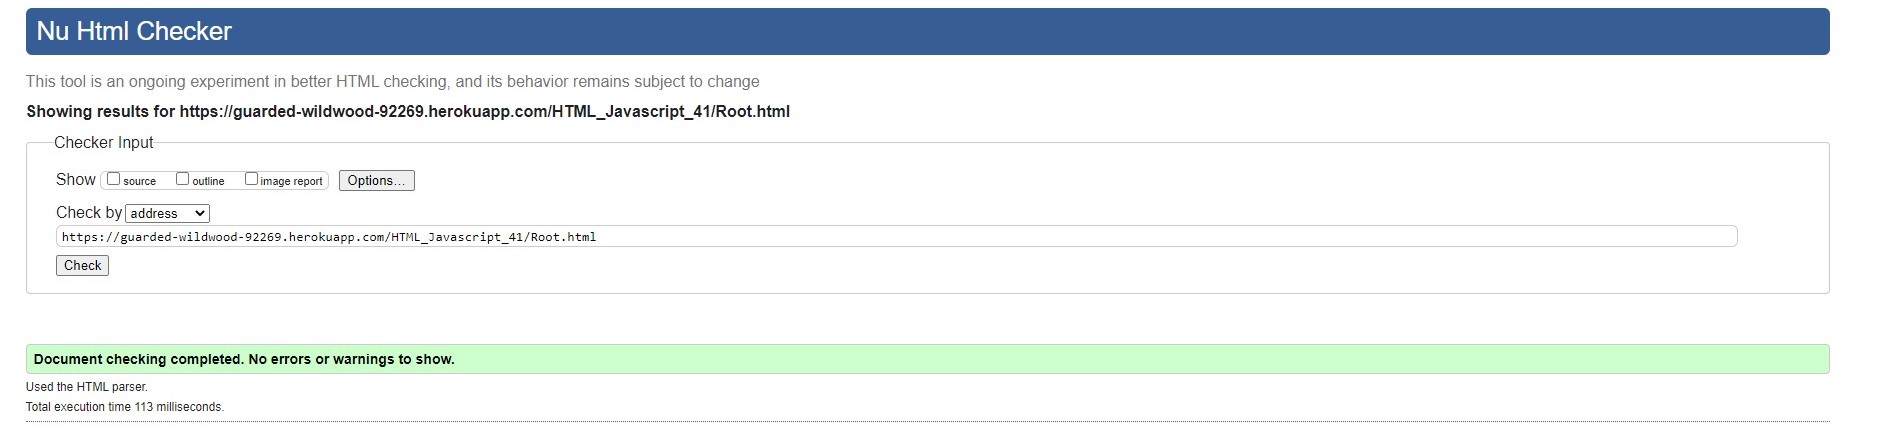 Nu Html Checker
This tool is an ongoing experiment in better HTML checking, and its behavior remains subject to change
Showing results for https://guarded-wildwood-92269.herokuapp.com/HTML_Javascript_41/Root.html
Checker Input
Show source outline image report Options...
Check by address
https://guarded-wildwood-92269.herokuapp.com/HTML_Javascript_41/Root.html
Check
Document checking completed. No errors or warnings to show.
Used the HTML parser.
Total execution time 113 milliseconds.